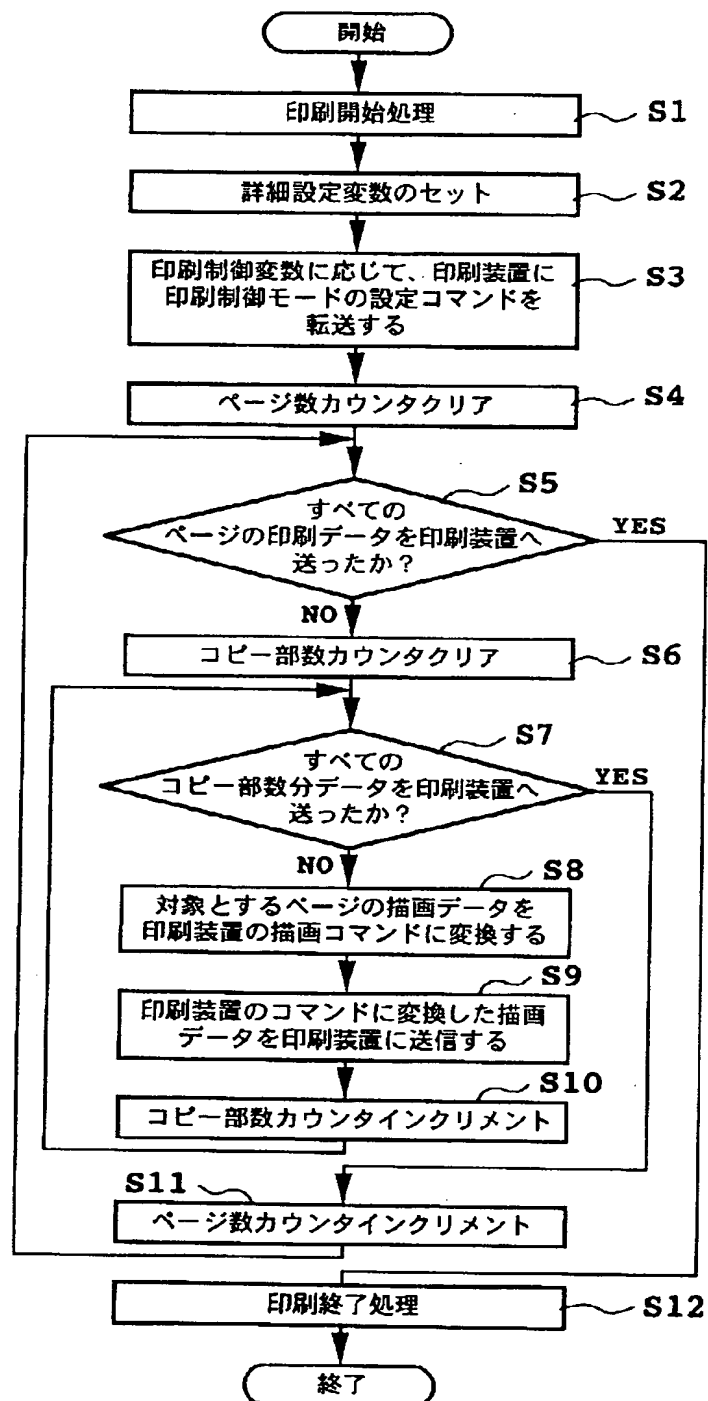 開始
印刷開始処理
S1
詳細設定変数のセット
S2
印刷制御変数に応じて、印刷装置に
印刷制御モードの設定コマンドを
転送する
S3
ページ数カウンタクリア
S4
S5
すべての
ページの印刷データを印刷装置へ
送ったか？
YES
NO
コピー部数カウンタクリア
S6
S7
すべての
コピー部数分データを印刷装置へ
送ったか？
YES
NO
S8
対象とするページの描画データを
印刷装置の描画コマンドに変換する
S9
印刷装置のコマンドに変換した描画
データを印刷装置に送信する
S10
コピー部数カウンタインクリメント
S11
ページ数カウンタインクリメント
印刷終了処理
S12
終了